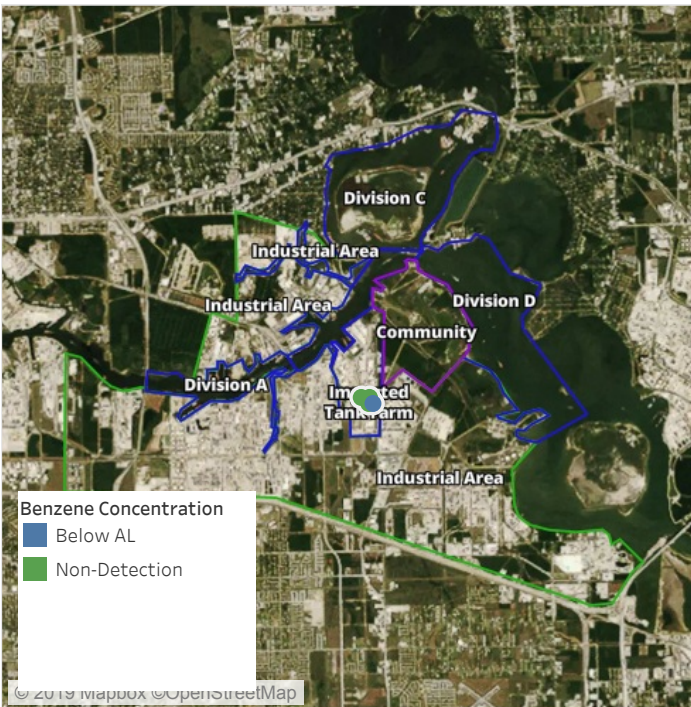 Division C
Industrial Area
Division D
Industrial Area
Community
Division A
Tank Farm
Industrial Area
Benzene Concentration
Below AL
Non-Detection
© 2019 Mapbox ©OpenStreetMap